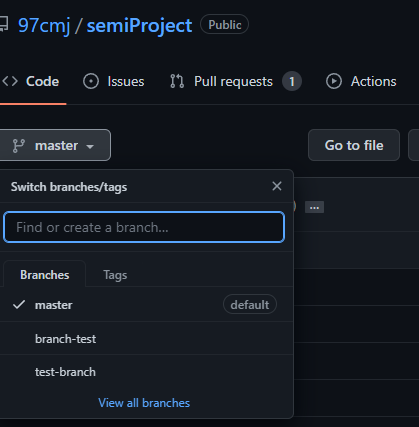 97cmj / semiProject Public
Code Issues Pull requests 1 Actions
master Go to file
Switch branches/tags
...
Find or create a branch...
Branches Tags
master default
branch-test
test-branch
View all branches